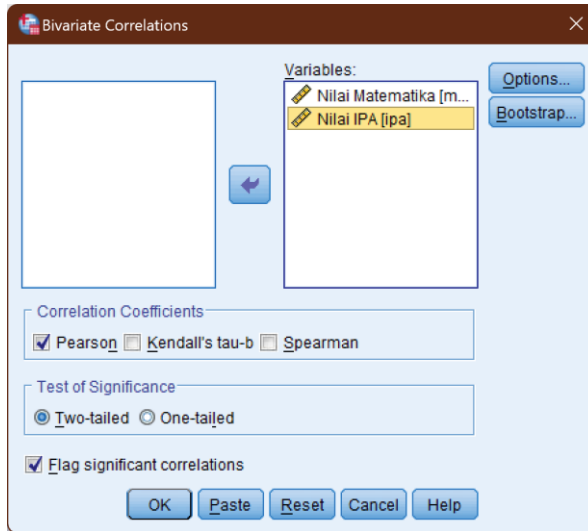 Bivariate Correlations
Variables:
Nilai Matematika [m...
Nilai IPA [ipa]
Options...
Bootstrap...
Correlation Coefficients
Pearson Kendall's tau-b Spearman
Test of Significance
Two-tailed One-tailed
Flag significant correlations
OK Paste Reset Cancel Help